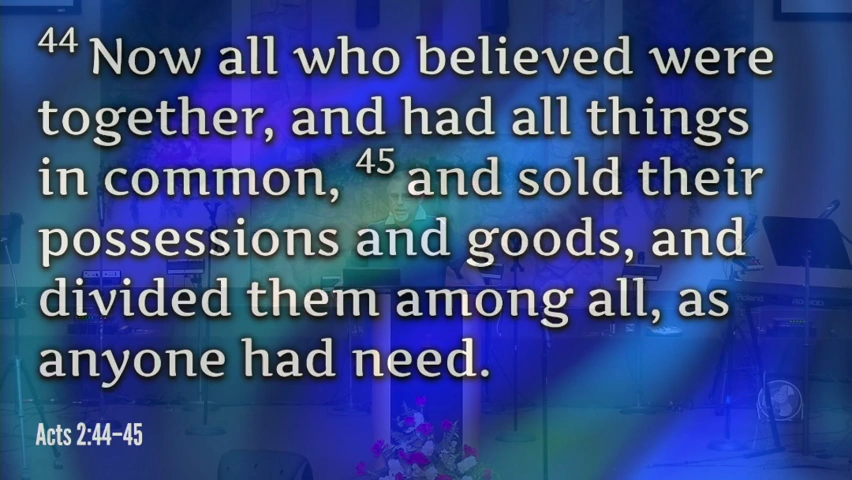 44 Now all who believed were
together, and had all things
in common, 45 and sold their
possessions and goods, and
divided them among all, as
anyone had need.
Roland
Acts 2:44–45